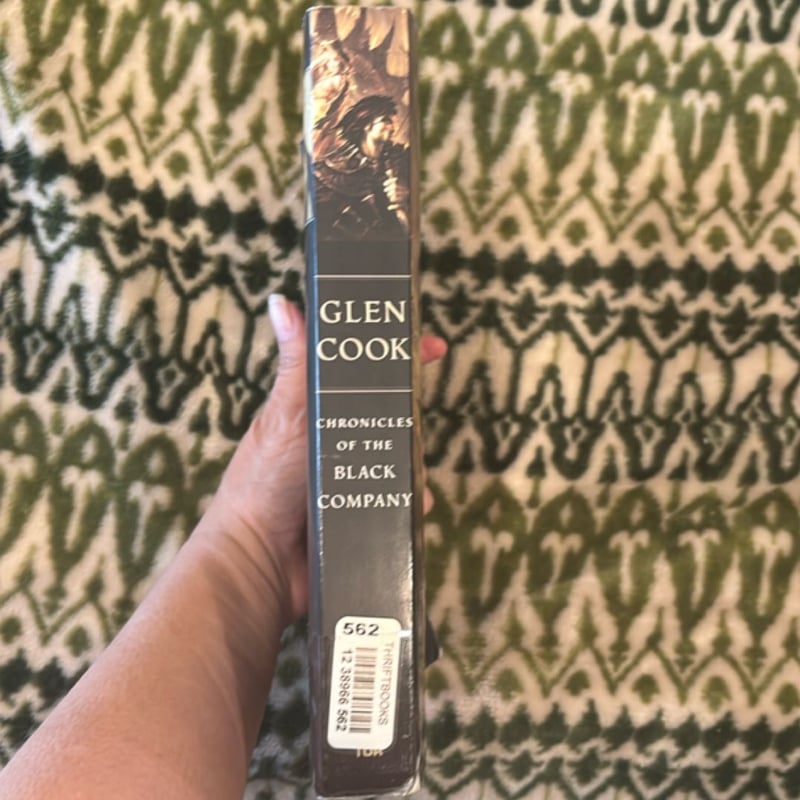 GLEN
COOK
CHRONICLES
OF THE
BLACK
COMPANY
562
THRIFTBOOKS
12 38966 562
TOR